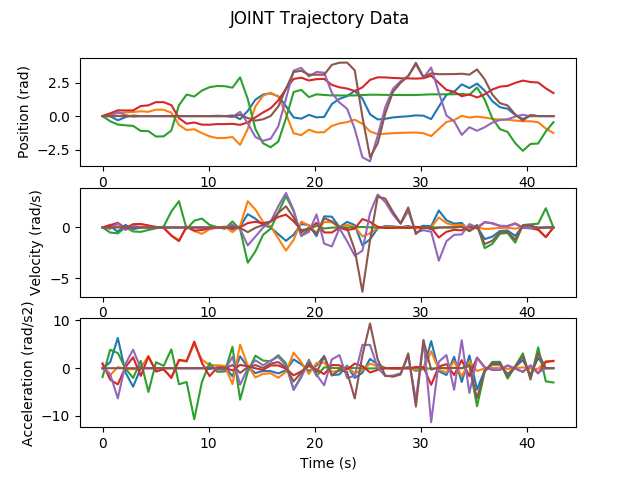 JOINT Trajectory Data
Position (rad)
2.5
0.0
−2.5
0 10 20 30 40
Velocity (rad/s)
0
−5
0 10 20 30 40
Acceleration (rad/s2)
10
0
−10
0 10 20 30 40
Time (s)